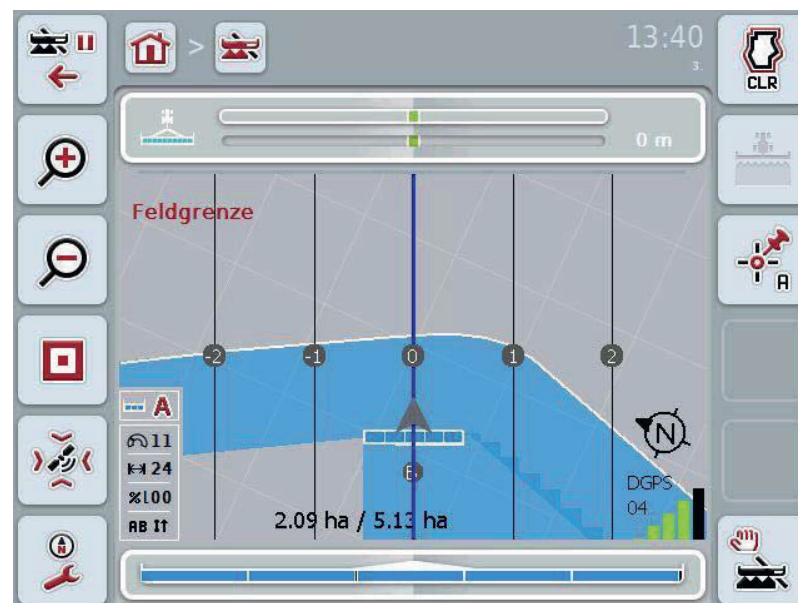 > 13:40
3.
CLR
0 m
Feldgrenze
A
-2 -1 0 1 2
A
11
24
%100
AB
B
N
DGPS
04
2.09 ha / 5.13 ha